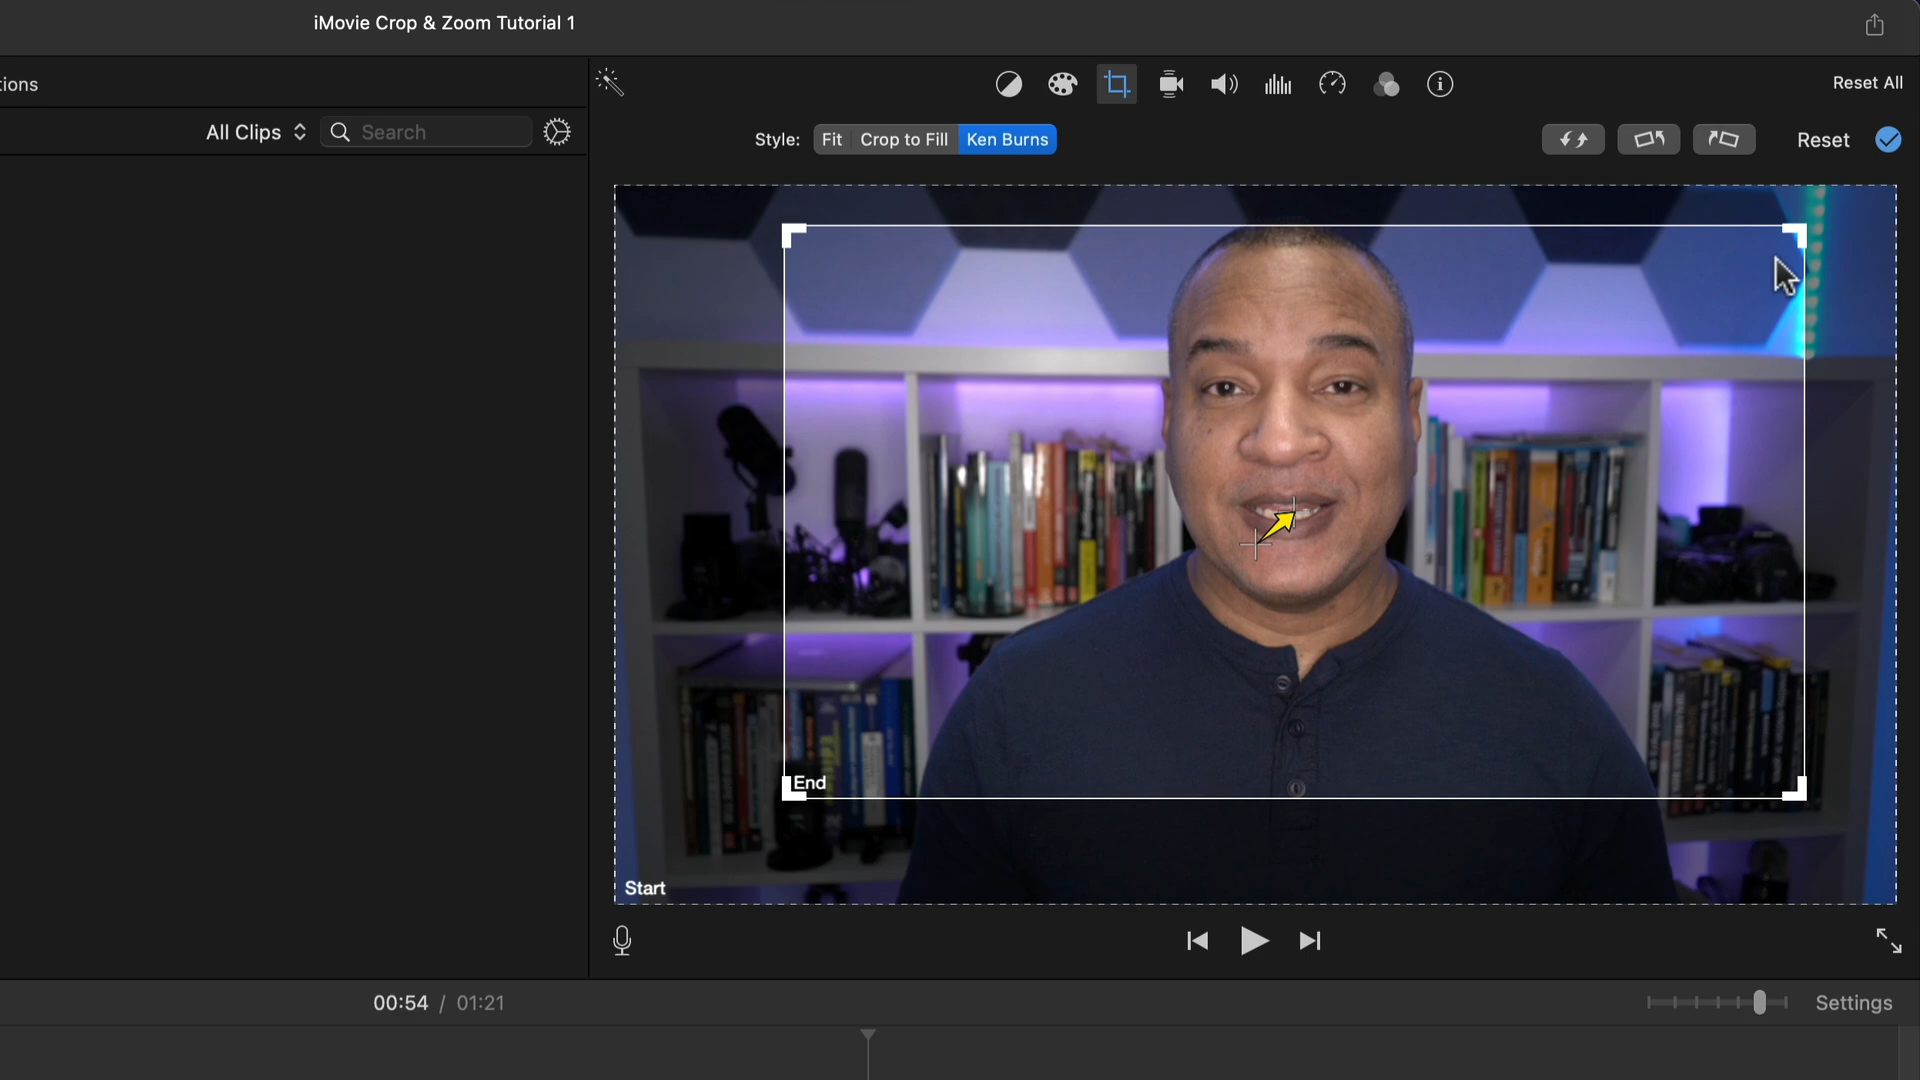 iMovie Crop & Zoom Tutorial 1
ions
Reset All
All Clips
Search
Style:
Fit
Crop to Fill
Ken Burns
Reset
End
Start
00:54 / 01:21
Settings